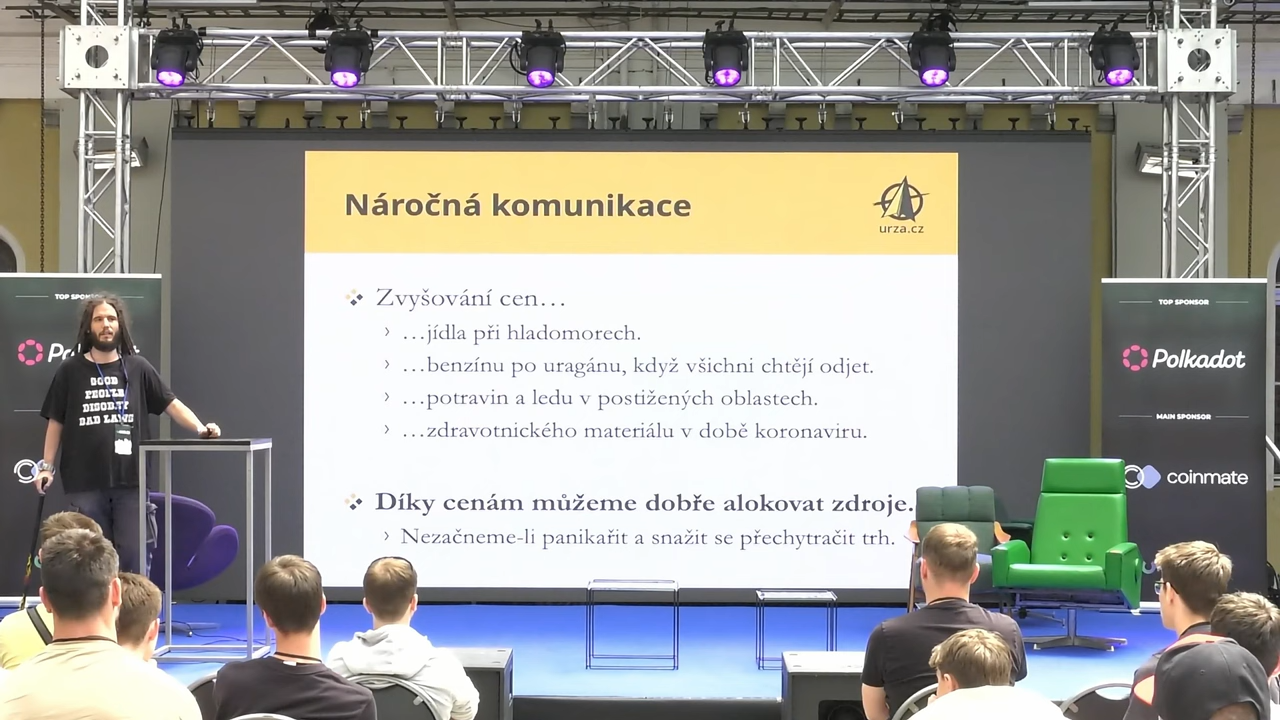 Náročná komunikace
urza.cz
Zvyšování cen…
…jídla při hladomorech.
…benzínu po uragánu, když všichni chtějí odjet.
…potravin a ledu v postižených oblastech.
…zdravotnického materiálu v době koronaviru.
Díky cenám můžeme dobře alokovat zdroje.
Nezačneme-li panikařit a snažit se přechytračit trh.
TOP SPONSOR
GOOD
PEOPLE
DISOBEY
BAD LAWS
TOP SPONSOR
Polkadot
MAIN SPONSOR
coinmate